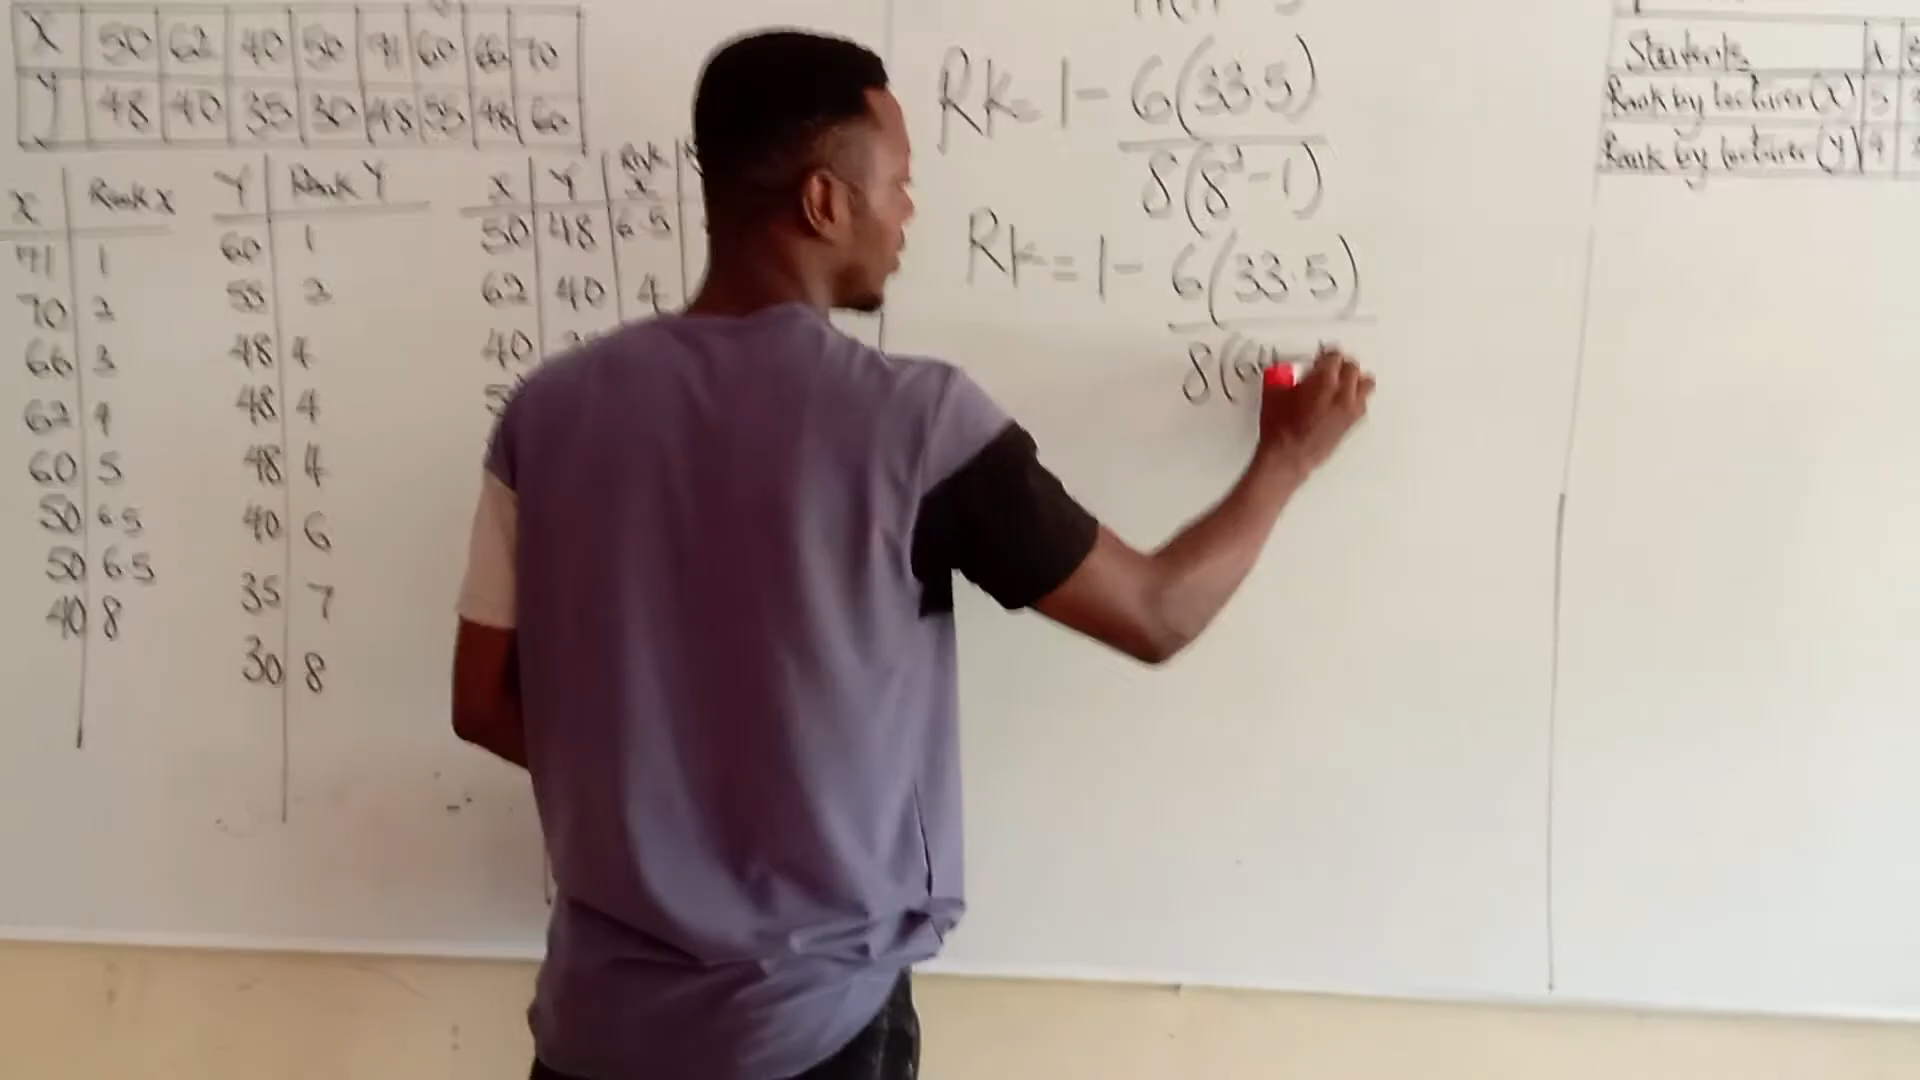 X 50 62 40 50 71 60 66 70
Y 48 40 35 30 48 55 48 60
X Rank X
71 1
70 2
66 3
62 4
60 5
50 6.5
50 6.5
40 8
Y Rank Y
60 1
55 2
48 4
48 4
48 4
40 6
35 7
30 8
X Y Rank X
50 48 6.5
62 40 4
40
RK = 1 - 6(33.5)
8(8² - 1)
RK = 1 - 6(33.5)
8(64 -
Students A
Rank by lecturer (X) 5
Rank by lecturer (Y) 4